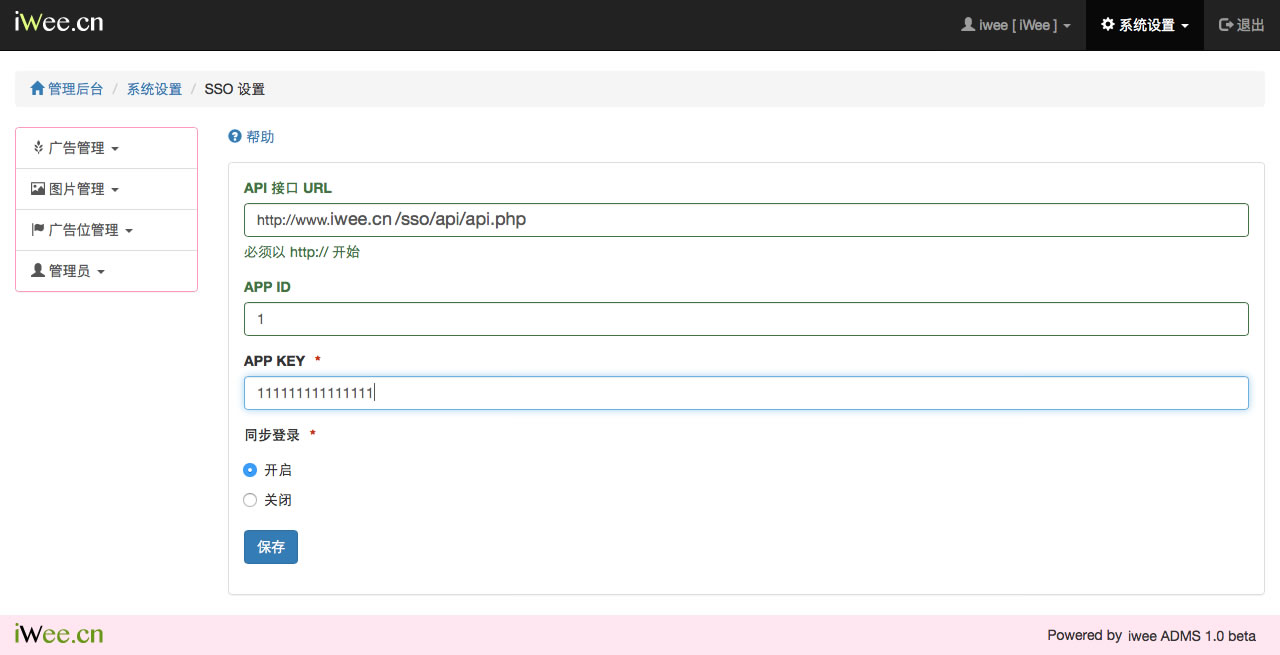 iWee.cn
iwee [ iWee ] 系统设置 退出
管理后台 / 系统设置 / SSO 设置
广告管理
图片管理
广告位管理
管理员
帮助
API 接口 URL
http://www.iwee.cn/sso/api/api.php
必须以 http:// 开始
APP ID
1
APP KEY *
111111111111111
同步登录 *
开启
关闭
保存
iWee.cn
Powered by iwee ADMS 1.0 beta